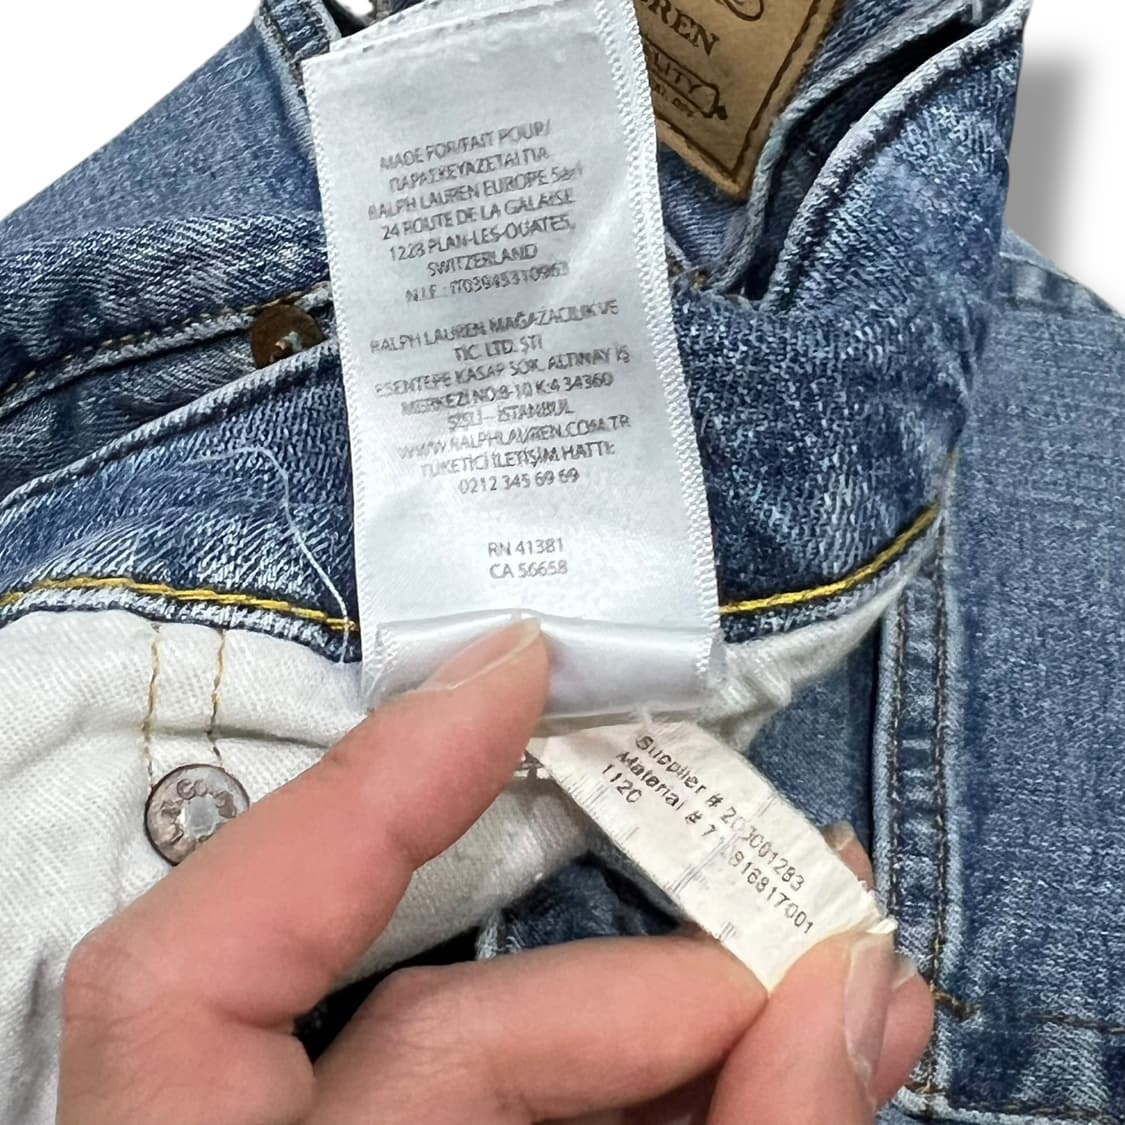 REN
LITY
MADE FOR/FAIT POUR/
ΠΑΡΑΣΚΕΥΑΖΕΤΑΙ ΓΙΑ
RALPH LAUREN EUROPE Sàrl
24 ROUTE DE LA GALAISE
1228 PLAN-LES-OUATES,
SWITZERLAND
N.I.F.:
RALPH LAUREN MAĞAZACILIK VE
TİC. LTD. ŞTİ
ESENTEPE KASAP SOK. ALTINAY İŞ
MERKEZİ NO:8-10 K:4 34360
ŞİŞLİ – İSTANBUL
WWW.RALPHLAUREN.COM.TR
TÜKETİCİ İLETİŞİM HATTI:
0212 345 69 69
RN 41381
CA 56658
Supplier #
Material #
112C